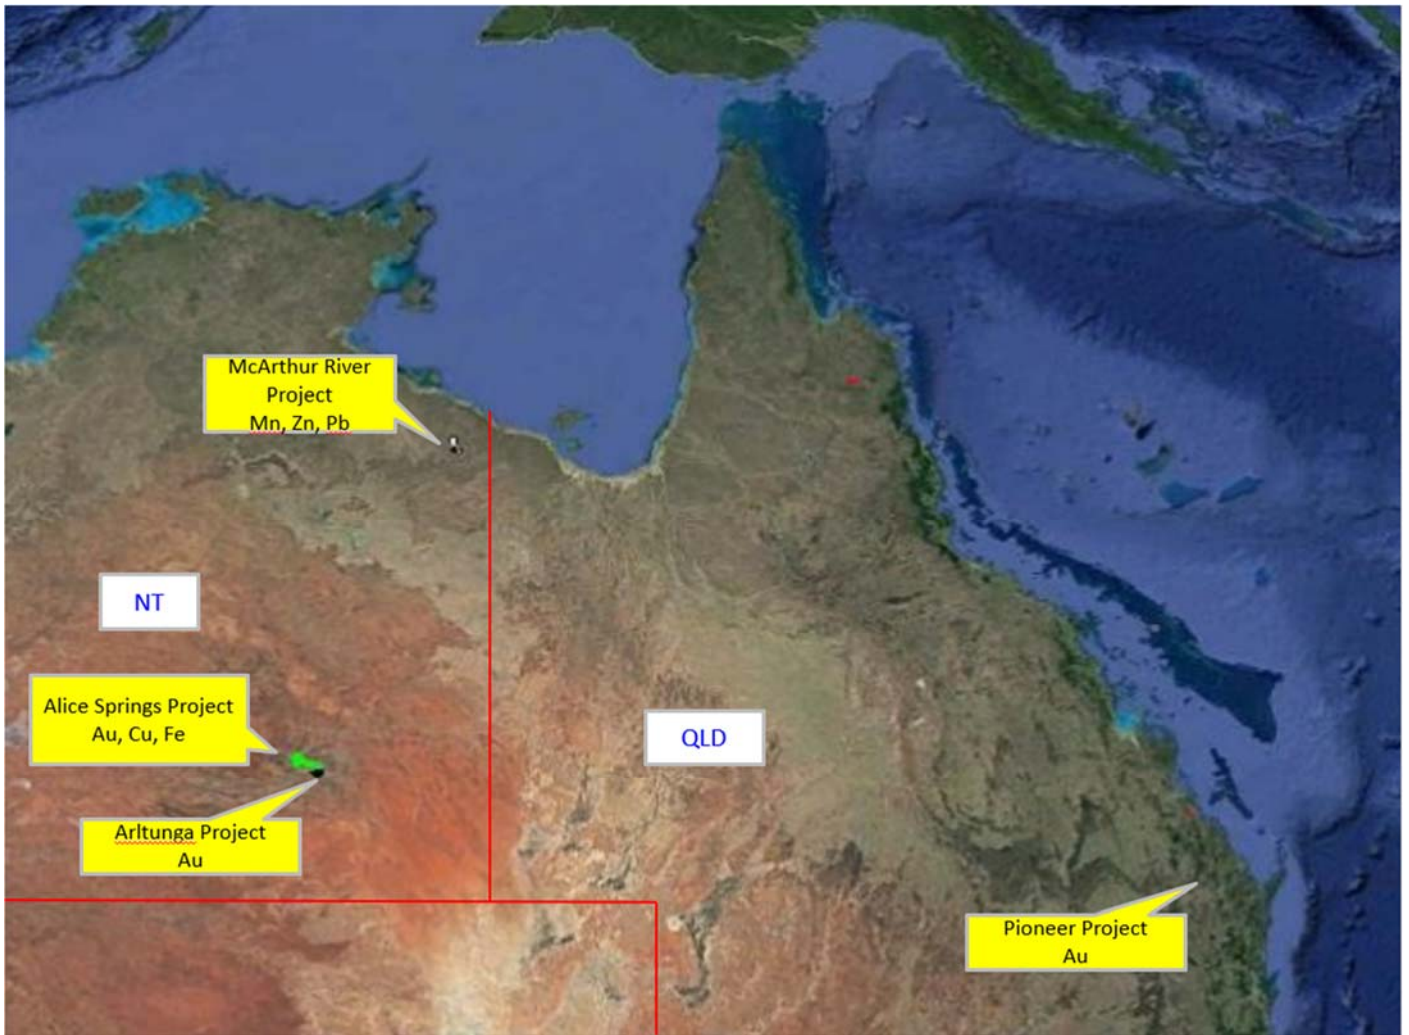 McArthur River
Project
Mn, Zn, Pb
NT
Alice Springs Project
Au, Cu, Fe
QLD
Arltunga Project
Au
Pioneer Project
Au